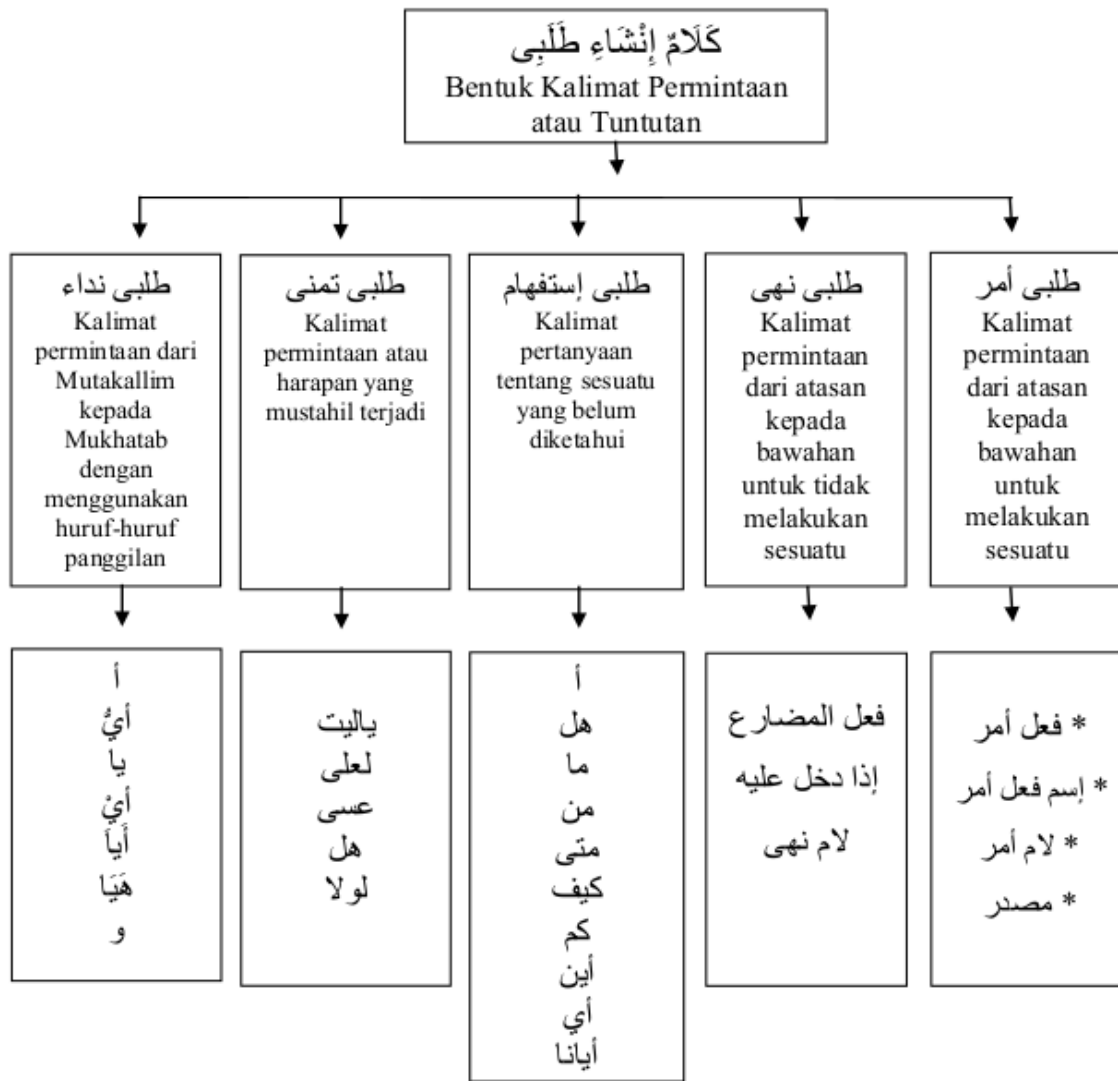 كَلَامٌ إِنْشَاءِ طَلَبِى
Bentuk Kalimat Permintaan
atau Tuntutan
طلبى نداء
Kalimat
permintaan dari
Mutakallim
kepada
Mukhatab
dengan
menggunakan
huruf-huruf
panggilan
طلبى تمنى
Kalimat
permintaan atau
harapan yang
mustahil terjadi
طلبى إستفهام
Kalimat
pertanyaan
tentang sesuatu
yang belum
diketahui
طلبى نهى
Kalimat
permintaan
dari atasan
kepada
bawahan
untuk tidak
melakukan
sesuatu
طلبى أمر
Kalimat
permintaan
dari atasan
kepada
bawahan
untuk
melakukan
sesuatu
أ
أيُّ
يا
أيْ
أَياَ
هَيَا
و
ياليت
لعلى
عسى
هل
لولا
أ
هل
ما
من
متى
كيف
كم
أين
أي
أيانا
فعل المضارع
إذا دخل عليه
لام نهى
* فعل أمر
* إسم فعل أمر
* لام أمر
* مصدر